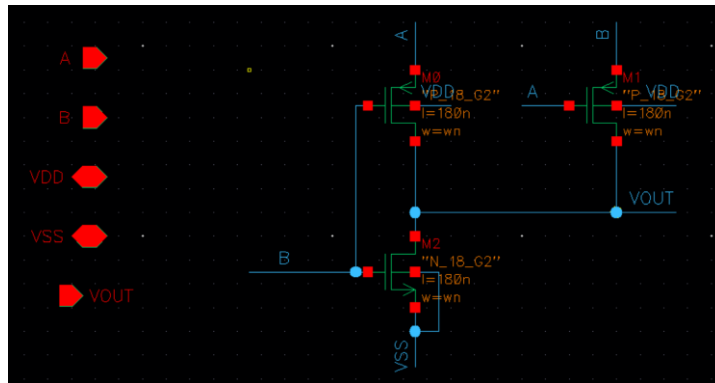 A
B
VDD
VSS
VOUT
A
M0
VDD
"P_18_G2"
l=180n
w=wn
B
A
M1
VDD
"P_18_G2"
l=180n
w=wn
VOUT
B
M2
"N_18_G2"
l=180n
w=wn
VSS